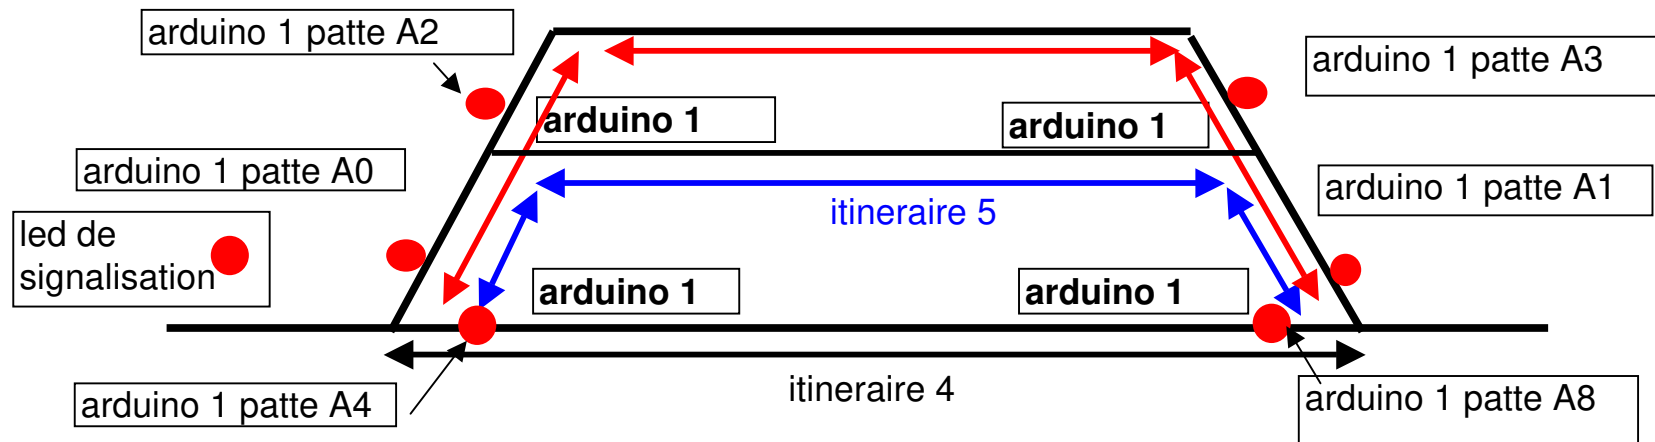 arduino 1 patte A2
arduino 1 patte A3
arduino 1
arduino 1
arduino 1 patte A0
arduino 1 patte A1
itineraire 5
led de
signalisation
arduino 1
arduino 1
itineraire 4
arduino 1 patte A4
arduino 1 patte A8